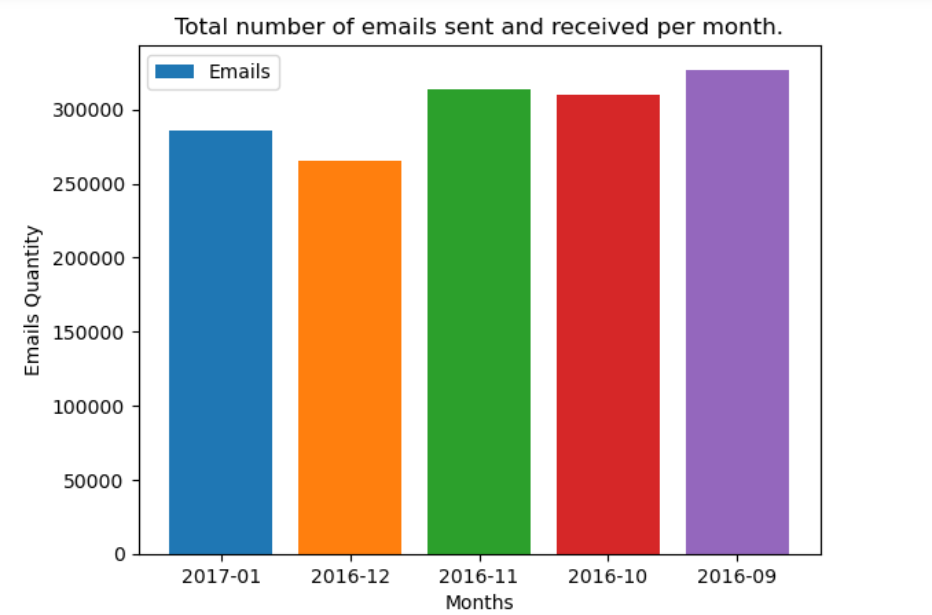 Total number of emails sent and received per month.
Emails
300000
250000
200000
150000
100000
50000
0
Emails Quantity
2017-01 2016-12 2016-11 2016-10 2016-09
Months